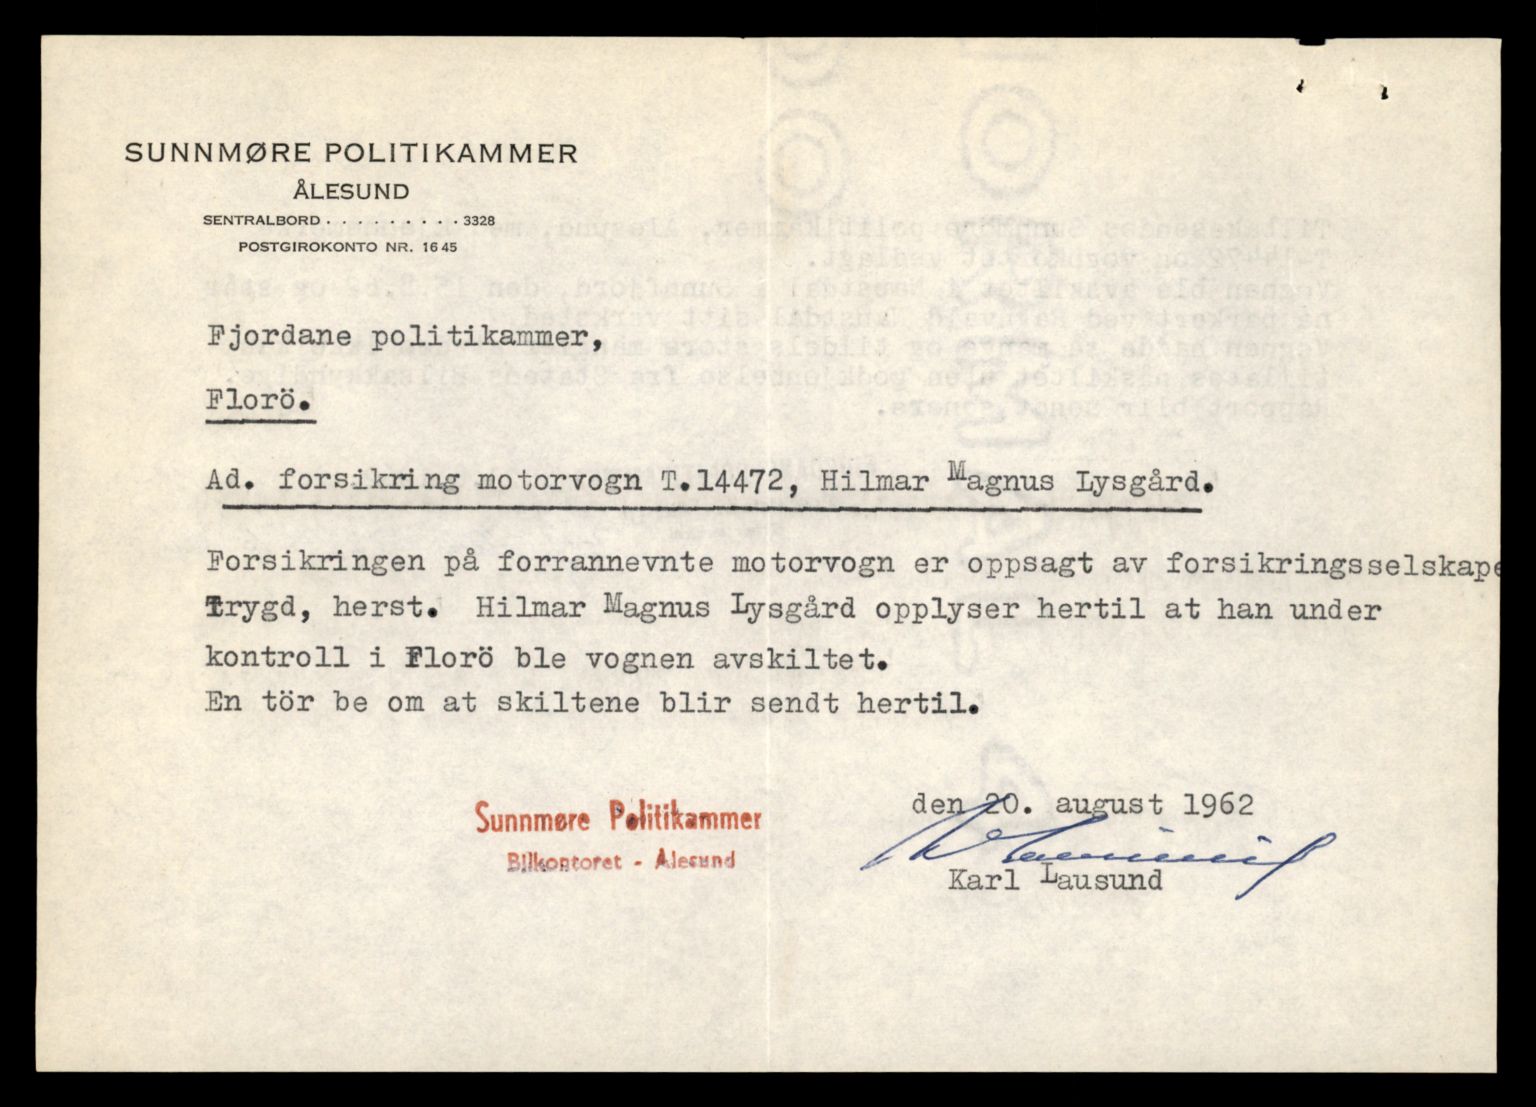 SUNNMØRE POLITIKAMMER
ÅLESUND
SENTRALBORD . . . . . . . . . 3328
POSTGIROKONTO NR. 16 45
Fjordane politikammer,
Florö.
Ad. forsikring motorvogn T.14472, Hilmar Magnus Lysgård.
Forsikringen på forrannevnte motorvogn er oppsagt av forsikringsselskape
Trygd, herst. Hilmar Magnus Lysgård opplyser hertil at han under
kontroll i Florö ble vognen avskiltet.
En tör be om at skiltene blir sendt hertil.
den 20. august 1962
Sunnmøre Politikammer
Bilkontoret - Ålesund
Karl Lausund